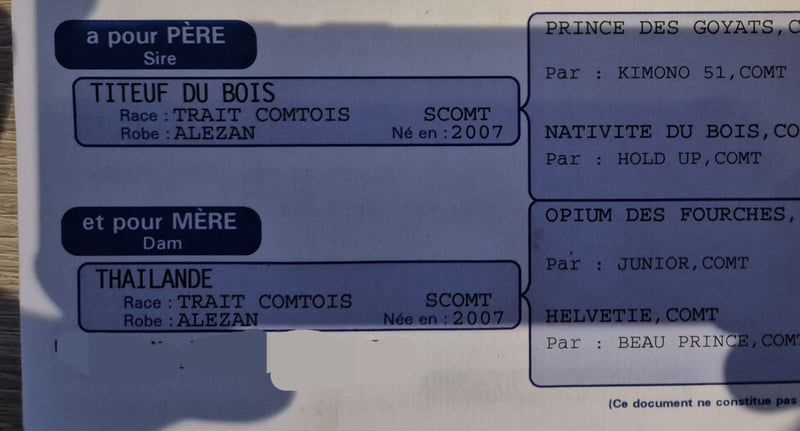 a pour PÈRE
Sire
TITEUF DU BOIS
Race : TRAIT COMTOIS SCOMT
Robe : ALEZAN Né en : 2007
PRINCE DES GOYATS, C
Par : KIMONO 51, COMT
NATIVITE DU BOIS, CO
Par : HOLD UP, COMT
et pour MÈRE
Dam
THAILANDE
Race : TRAIT COMTOIS SCOMT
Robe : ALEZAN Née en : 2007
OPIUM DES FOURCHES,
Par : JUNIOR, COMT
HELVETIE, COMT
Par : BEAU PRINCE, COM
(Ce document ne constitue pas